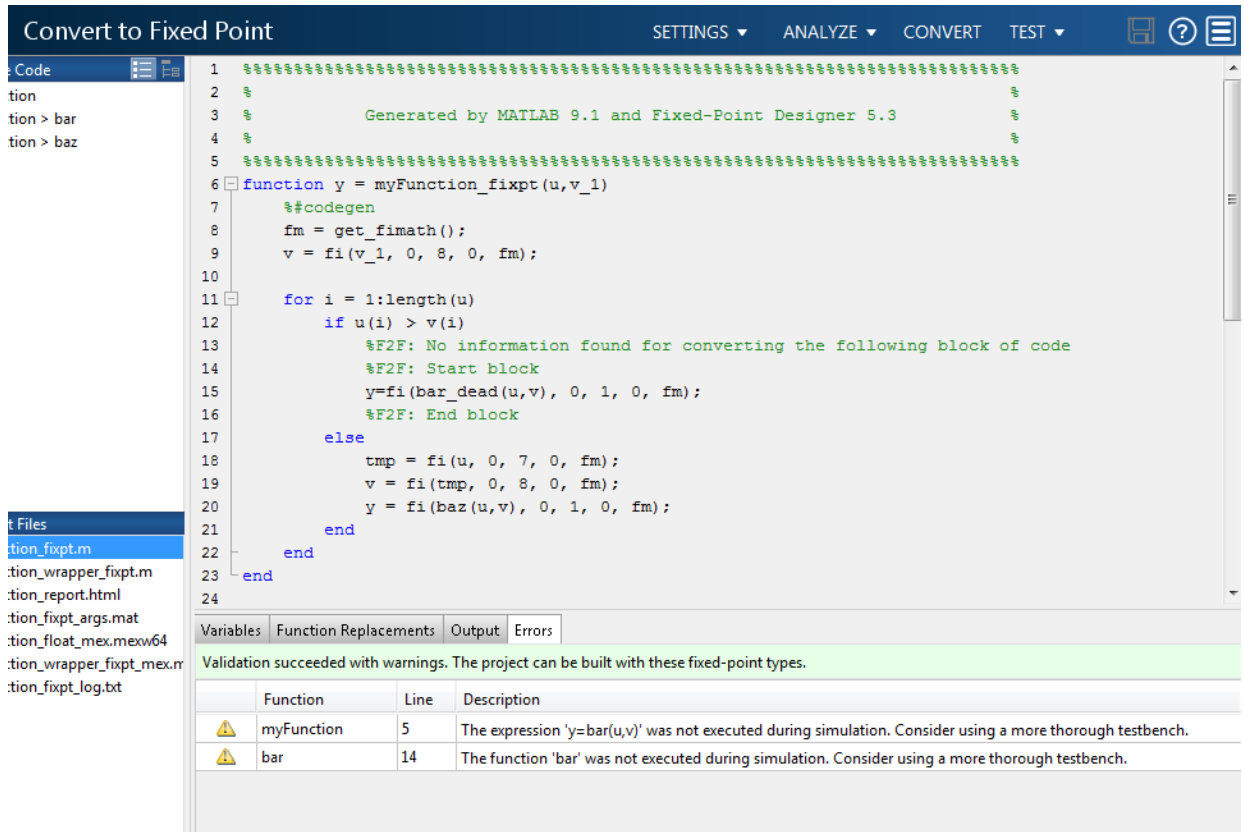 Convert to Fixed Point
SETTINGS ▼ ANALYZE ▼ CONVERT TEST ▼
e Code
tion
tion > bar
tion > baz
1 %%%%%%%%%%%%%%%%%%%%%%%%%%%%%%%%%%%%%%%%%%%%%%%%%%%%%%%%%%%%%%%%%%%%%%%%%%%%
2 % %
3 % Generated by MATLAB 9.1 and Fixed-Point Designer 5.3 %
4 % %
5 %%%%%%%%%%%%%%%%%%%%%%%%%%%%%%%%%%%%%%%%%%%%%%%%%%%%%%%%%%%%%%%%%%%%%%%%%%%%
6 function y = myFunction_fixpt(u,v_1)
7 %#codegen
8 fm = get_fimath();
9 v = fi(v_1, 0, 8, 0, fm);
10
11 for i = 1:length(u)
12 if u(i) > v(i)
13 %F2F: No information found for converting the following block of code
14 %F2F: Start block
15 y=fi(bar_dead(u,v), 0, 1, 0, fm);
16 %F2F: End block
17 else
18 tmp = fi(u, 0, 7, 0, fm);
19 v = fi(tmp, 0, 8, 0, fm);
20 y = fi(baz(u,v), 0, 1, 0, fm);
21 end
22 end
23 end
24
t Files
tion_fixpt.m
tion_wrapper_fixpt.m
tion_report.html
tion_fixpt_args.mat
tion_float_mex.mexw64
tion_wrapper_fixpt_mex.m
tion_fixpt_log.txt
Variables Function Replacements Output Errors
Validation succeeded with warnings. The project can be built with these fixed-point types.
Function Line Description
myFunction 5 The expression 'y=bar(u,v)' was not executed during simulation. Consider using a more thorough testbench.
bar 14 The function 'bar' was not executed during simulation. Consider using a more thorough testbench.